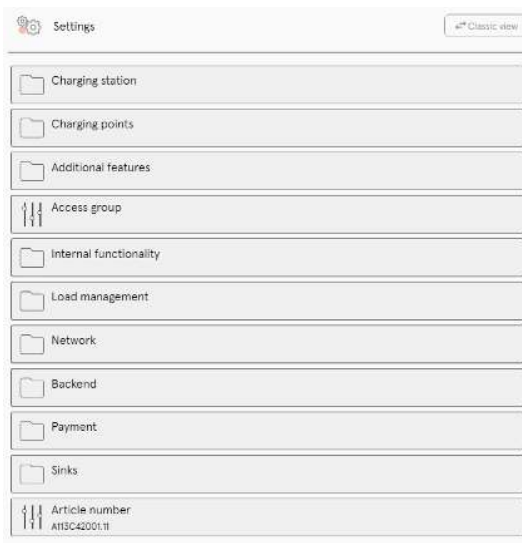 Settings
Classic view
Charging station
Charging points
Additional features
Access group
Internal functionality
Load management
Network
Backend
Payment
Sinks
Article number
A113C42001.11